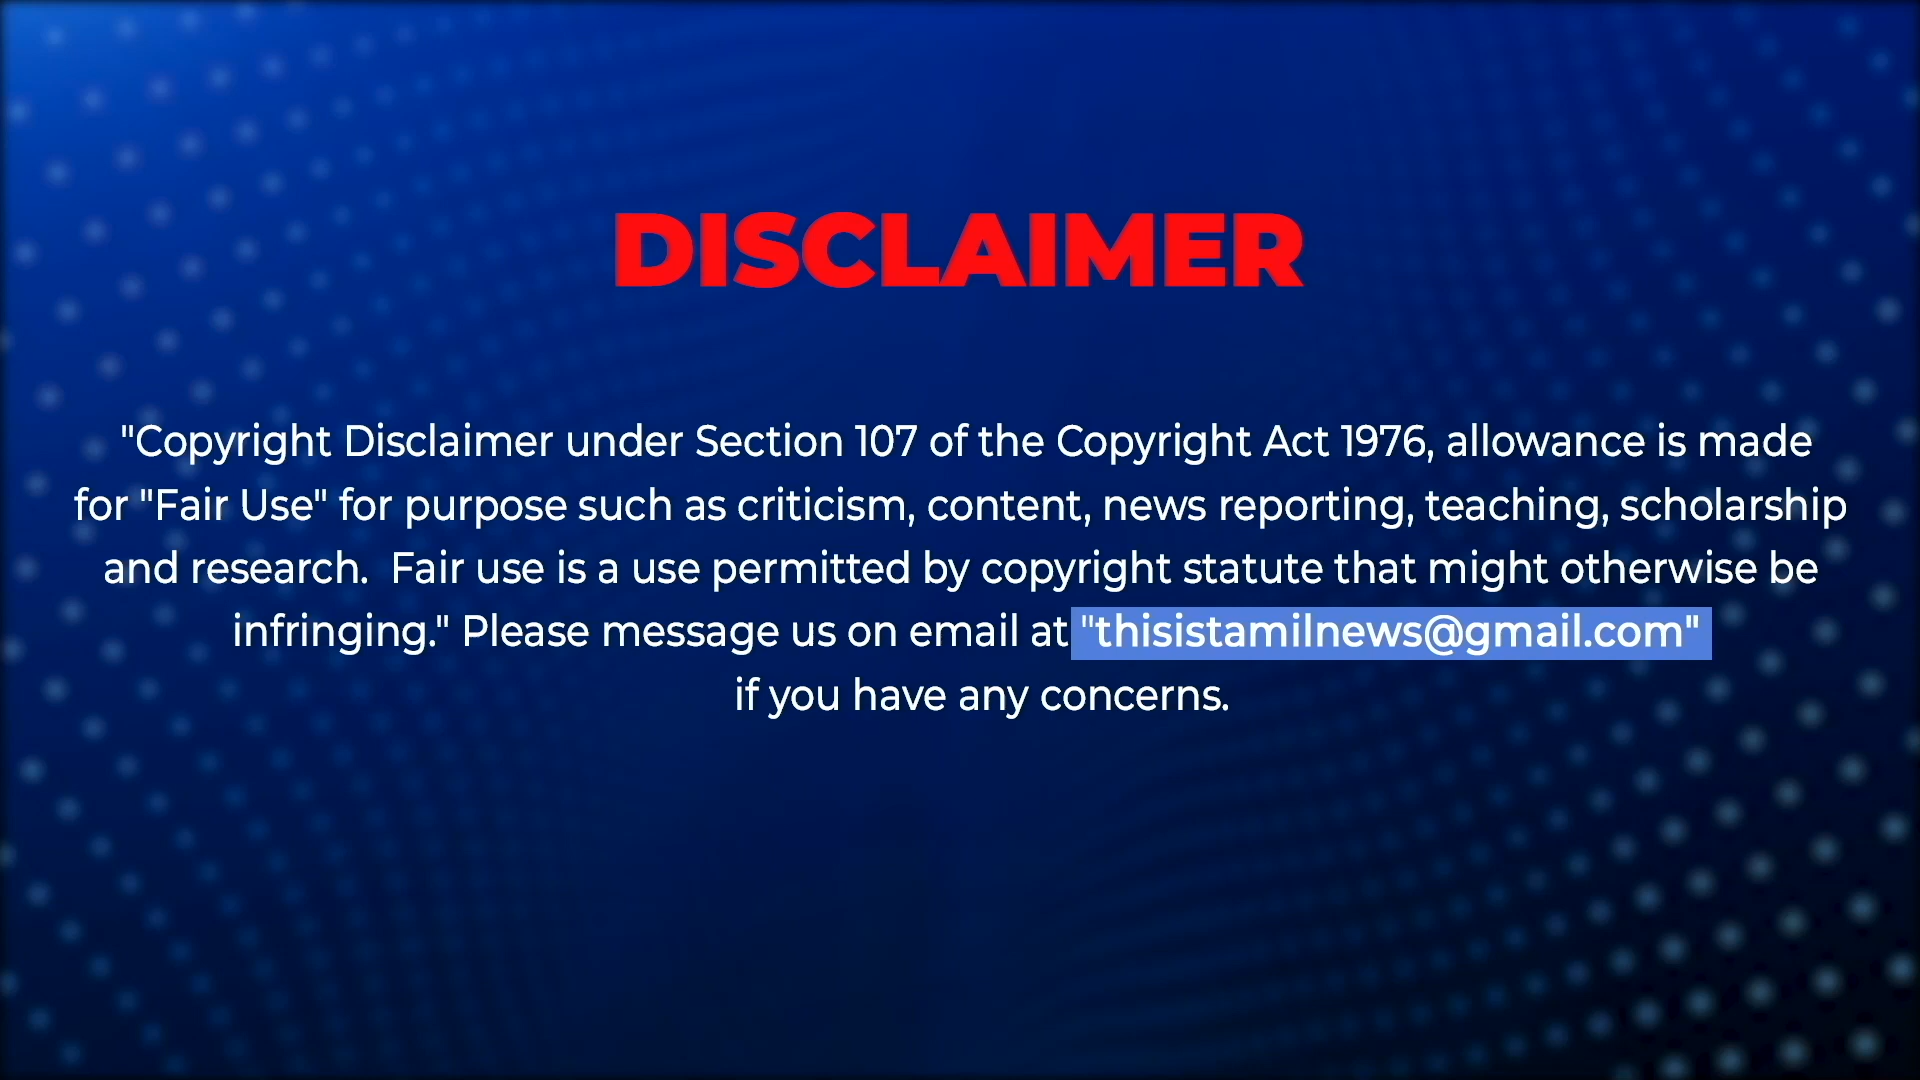 DISCLAIMER
"Copyright Disclaimer under Section 107 of the Copyright Act 1976, allowance is made
for "Fair Use" for purpose such as criticism, content, news reporting, teaching, scholarship
and research.  Fair use is a use permitted by copyright statute that might otherwise be
infringing." Please message us on email at "thisistamilnews@gmail.com"
if you have any concerns.